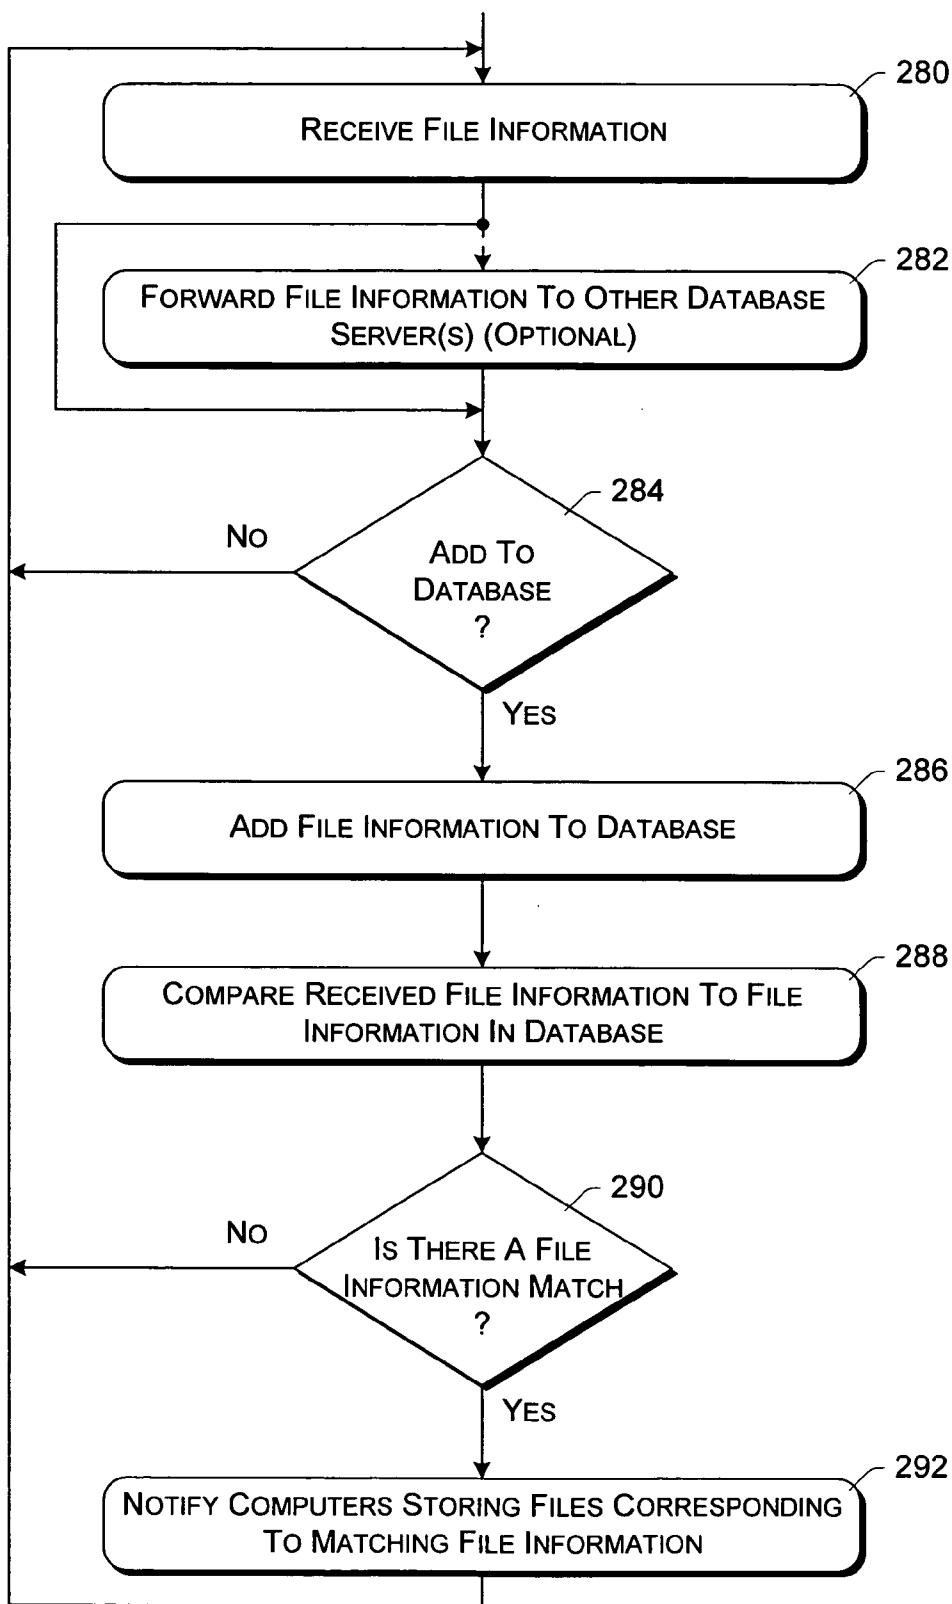 280
RECEIVE FILE INFORMATION
282
FORWARD FILE INFORMATION TO OTHER DATABASE
SERVER(S) (OPTIONAL)
284
NO
ADD TO
DATABASE
?
YES
286
ADD FILE INFORMATION TO DATABASE
288
COMPARE RECEIVED FILE INFORMATION TO FILE
INFORMATION IN DATABASE
290
NO
IS THERE A FILE
INFORMATION MATCH
?
YES
292
NOTIFY COMPUTERS STORING FILES CORRESPONDING
TO MATCHING FILE INFORMATION